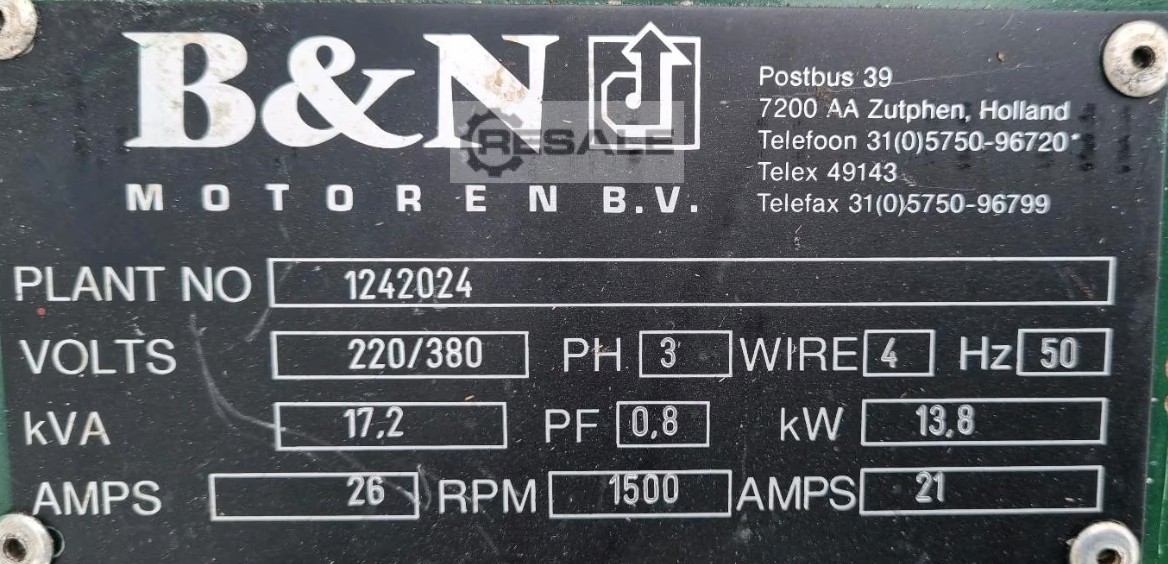 B&N
RESALE
MOTOREN B.V.
Postbus 39
7200 AA Zutphen, Holland
Telefoon 31(0)5750-96720
Telex 49143
Telefax 31(0)5750-96799
PLANT NO 1242024
VOLTS 220/380 PH 3 WIRE 4 Hz 50
kVA 17,2 PF 0,8 kW 13,8
AMPS 26 RPM 1500 AMPS 21